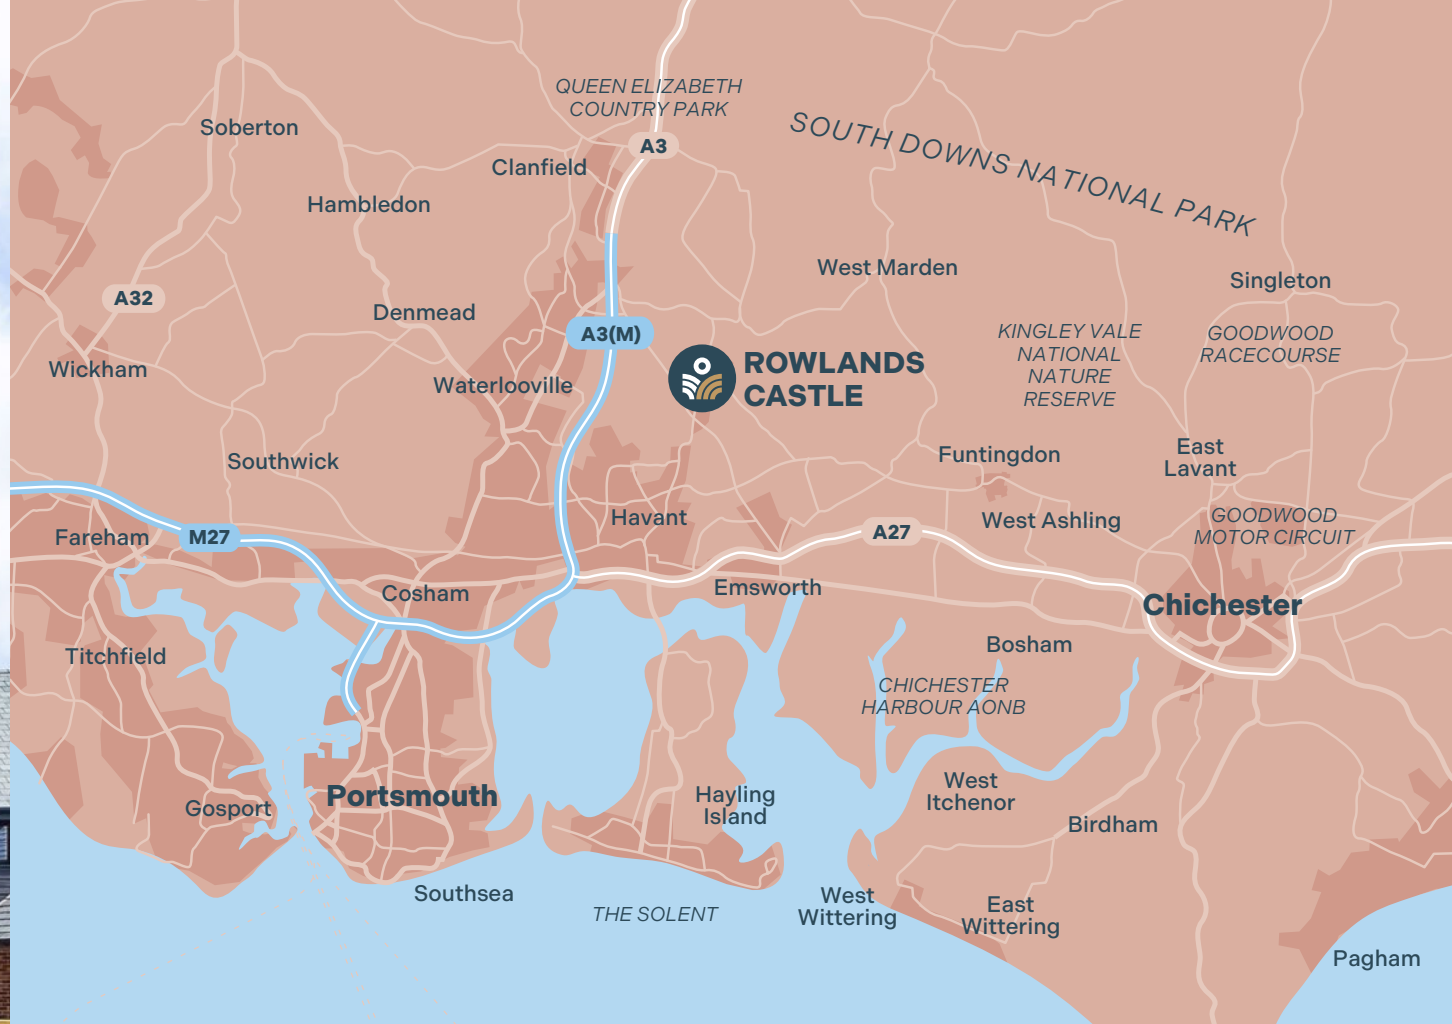 QUEEN ELIZABETH
COUNTRY PARK
Soberton
SOUTH DOWNS NATIONAL PARK
A3
Clanfield
Hambledon
West Marden
Singleton
A32
Denmead
A3(M)
KINGLEY VALE
NATIONAL
NATURE
RESERVE
GOODWOOD
RACECOURSE
Wickham
ROWLANDS
CASTLE
Waterlooville
Southwick
Funtingdon
East
Lavant
Havant
West Ashling
GOODWOOD
MOTOR CIRCUIT
Fareham
M27
A27
Cosham
Emsworth
Chichester
Titchfield
Bosham
CHICHESTER
HARBOUR AONB
Gosport
Portsmouth
Hayling
Island
West
Itchenor
Birdham
Southsea
THE SOLENT
West
Wittering
East
Wittering
Pagham